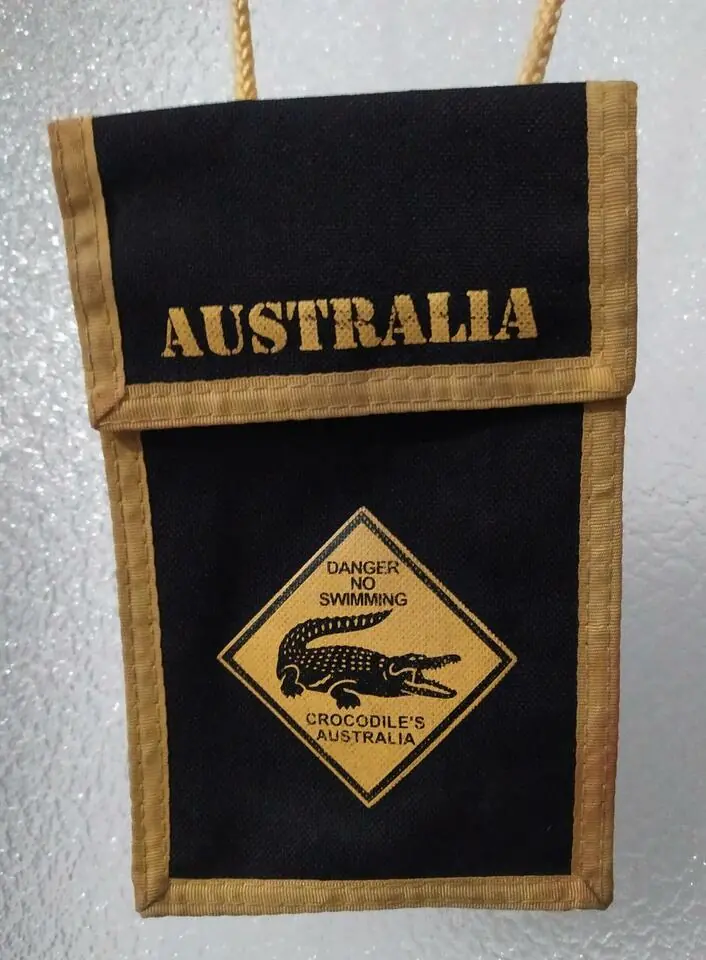 AUSTRALIA
DANGER
NO
SWIMMING
CROCODILE'S
AUSTRALIA